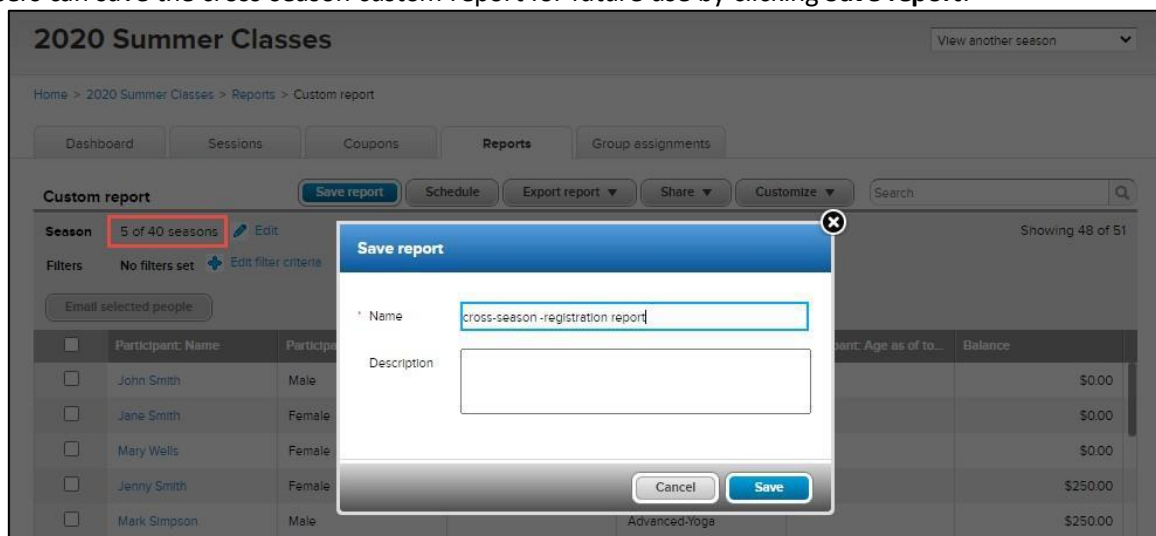 2020 Summer Classes
View another season
Home > 2020 Summer Classes > Reports > Custom report
Dashboard Sessions Coupons Reports Group assignments
Custom report Save report Schedule Export report Share Customize Search
Season 5 of 40 seasons Edit Showing 48 of 51
Filters No filters set Edit filter criteria
Email selected people
Save report
* Name cross-season -registration report
Description
Participant: Name Age as of to... Balance
John Smith Male $0.00
Jane Smith Female $0.00
Mary Wells Female $0.00
Jenny Smith Female $250.00
Cancel Save
Mark Simpson Male Advanced-Yoga $250.00